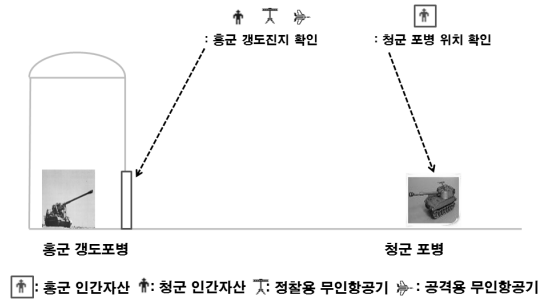 : 홍군 갱도진지 확인
: 청군 포병 위치 확인
홍군 갱도포병
청군 포병
: 홍군 인간자산 : 청군 인간자산 : 정찰용 무인항공기 : 공격용 무인항공기